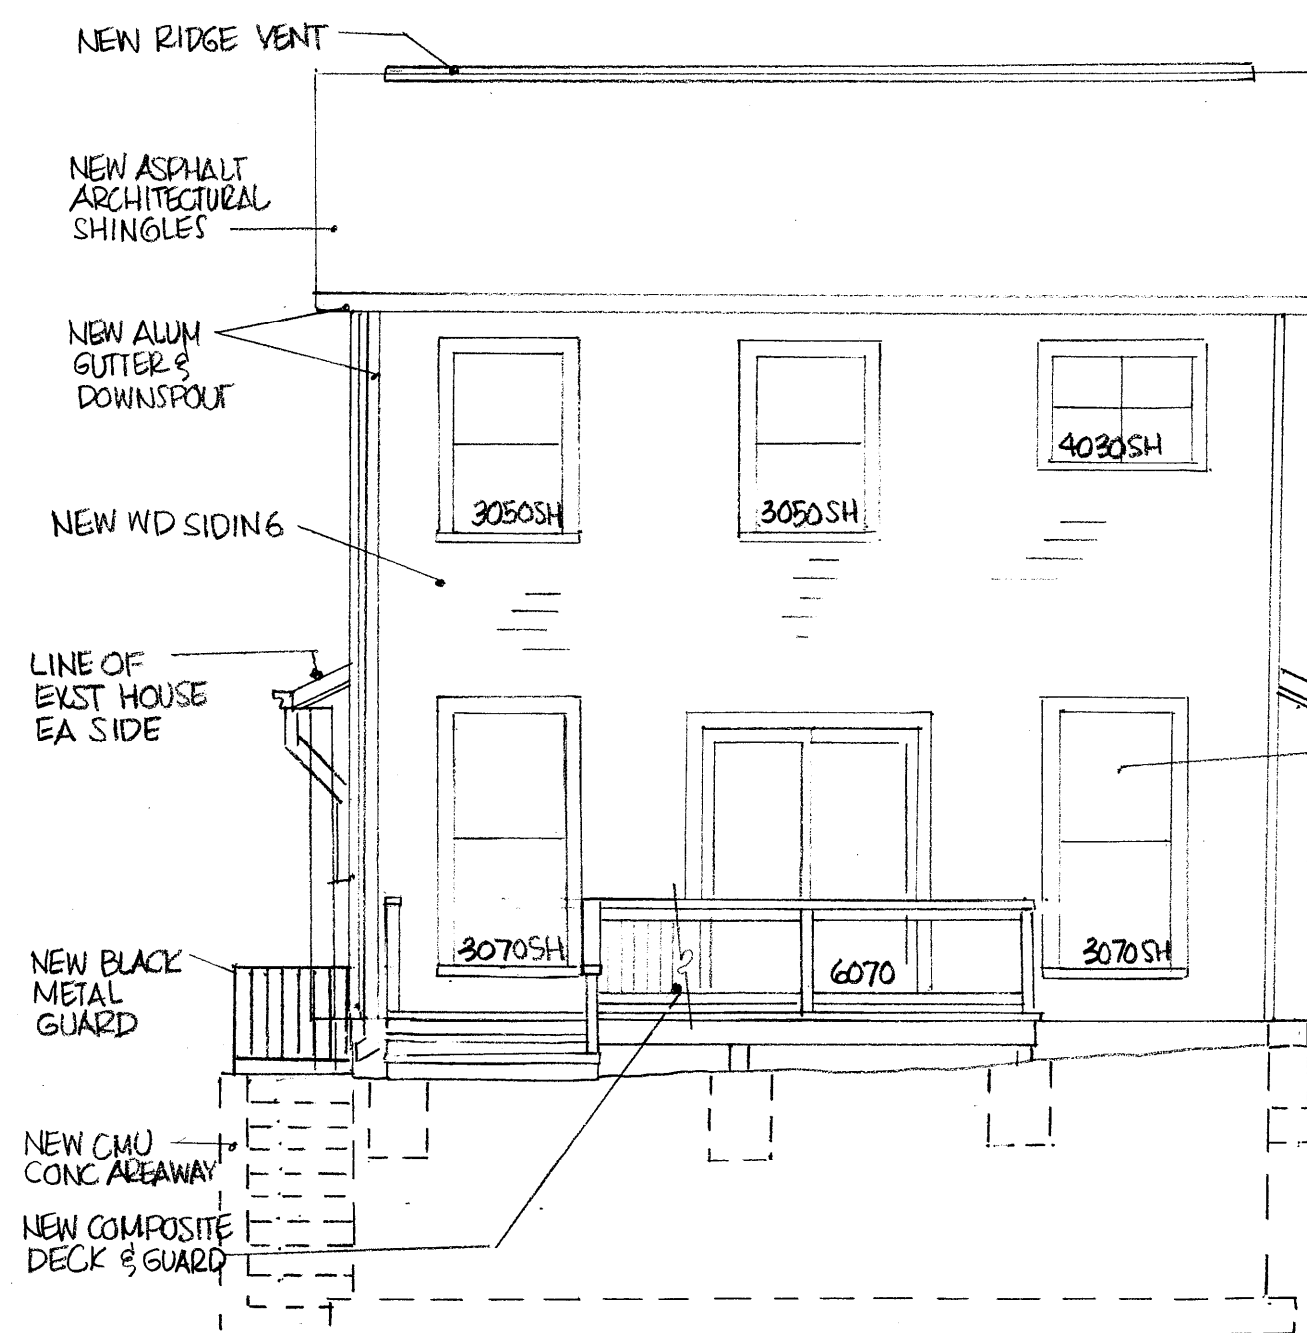 NEW RIDGE VENT
NEW ASPHALT
ARCHITECTURAL
SHINGLES
NEW ALUM
GUTTER &
DOWNSPOUT
4030SH
3050SH
3050SH
NEW WD SIDING
LINE OF
EXST HOUSE
EA SIDE
3070SH
6070
3070SH
NEW BLACK
METAL
GUARD
NEW CMU
CONC AREAWAY
NEW COMPOSITE
DECK & GUARD